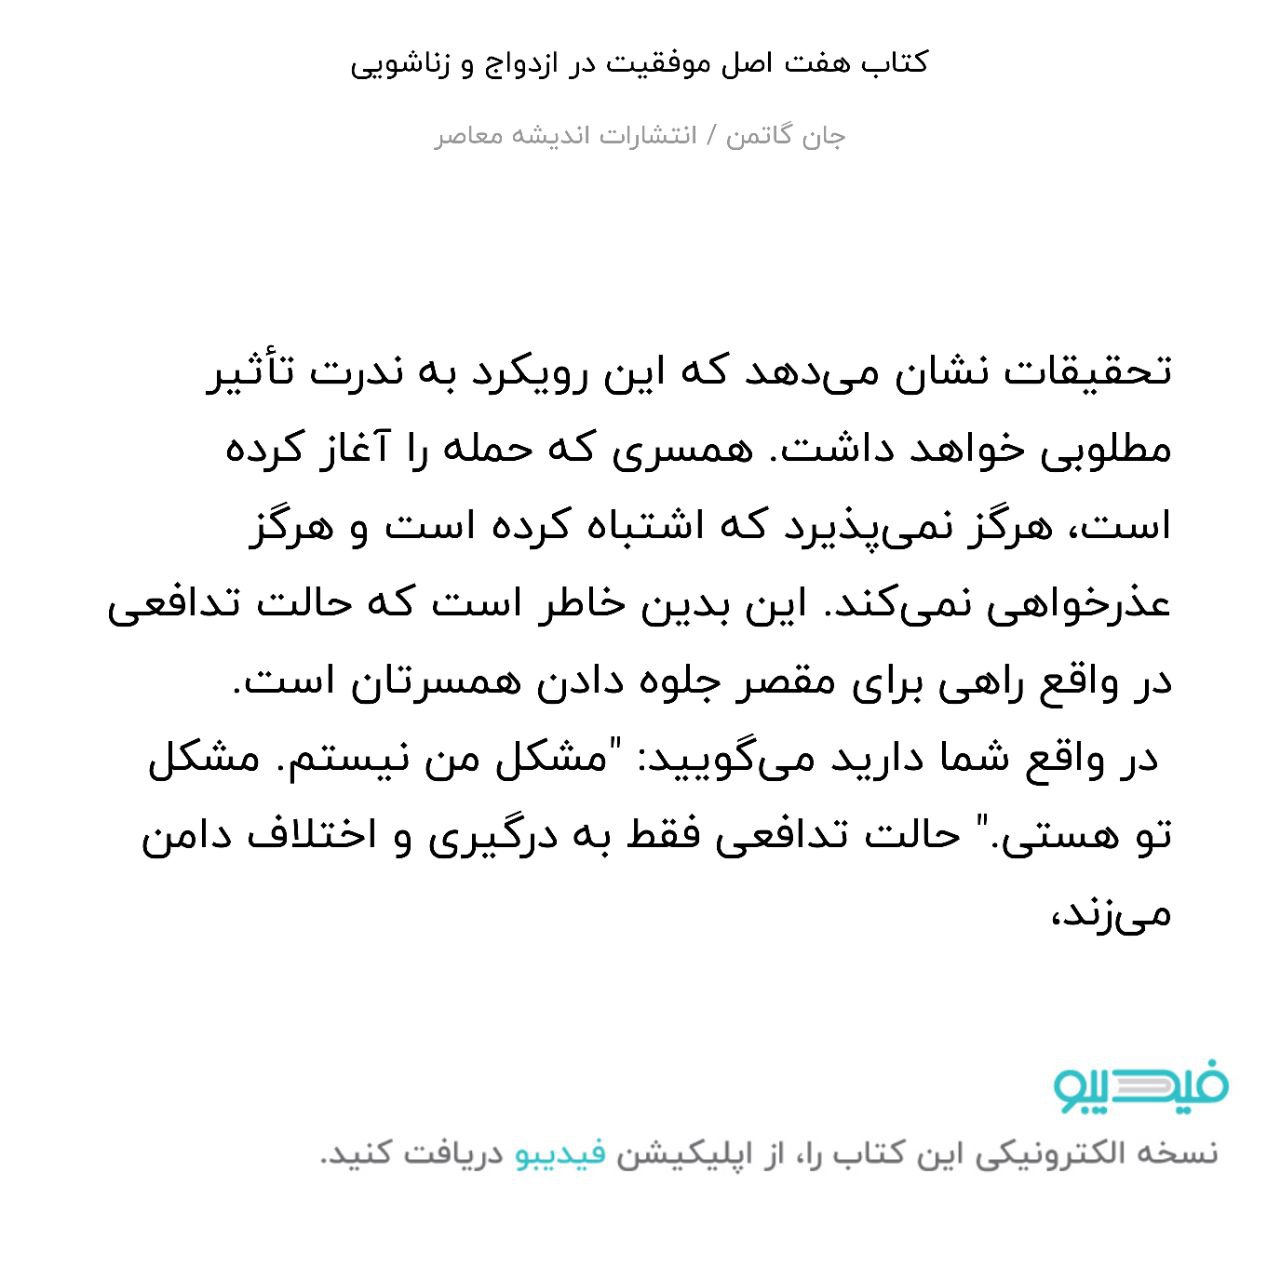 کتاب هفت اصل موفقیت در ازدواج و زناشویی
جان گاتمن / انتشارات اندیشه معاصر
تحقیقات نشان می‌دهد که این رویکرد به ندرت تأثیر
مطلوبی خواهد داشت. همسری که حمله را آغاز کرده
است، هرگز نمی‌پذیرد که اشتباه کرده است و هرگز
عذرخواهی نمی‌کند. این بدین خاطر است که حالت تدافعی
در واقع راهی برای مقصر جلوه دادن همسرتان است.
در واقع شما دارید می‌گویید: "مشکل من نیستم. مشکل
تو هستی." حالت تدافعی فقط به درگیری و اختلاف دامن
می‌زند،
فیدیبو
نسخه الکترونیکی این کتاب را، از اپلیکیشن فیدیبو دریافت کنید.